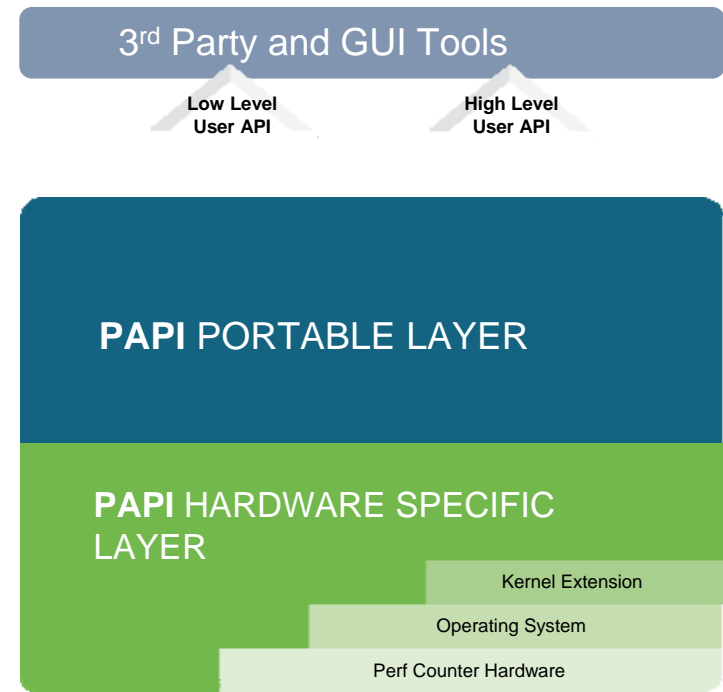 3rd Party and GUI Tools
Low Level
User API
High Level
User API
PAPI PORTABLE LAYER
PAPI HARDWARE SPECIFIC
LAYER
Kernel Extension
Operating System
Perf Counter Hardware